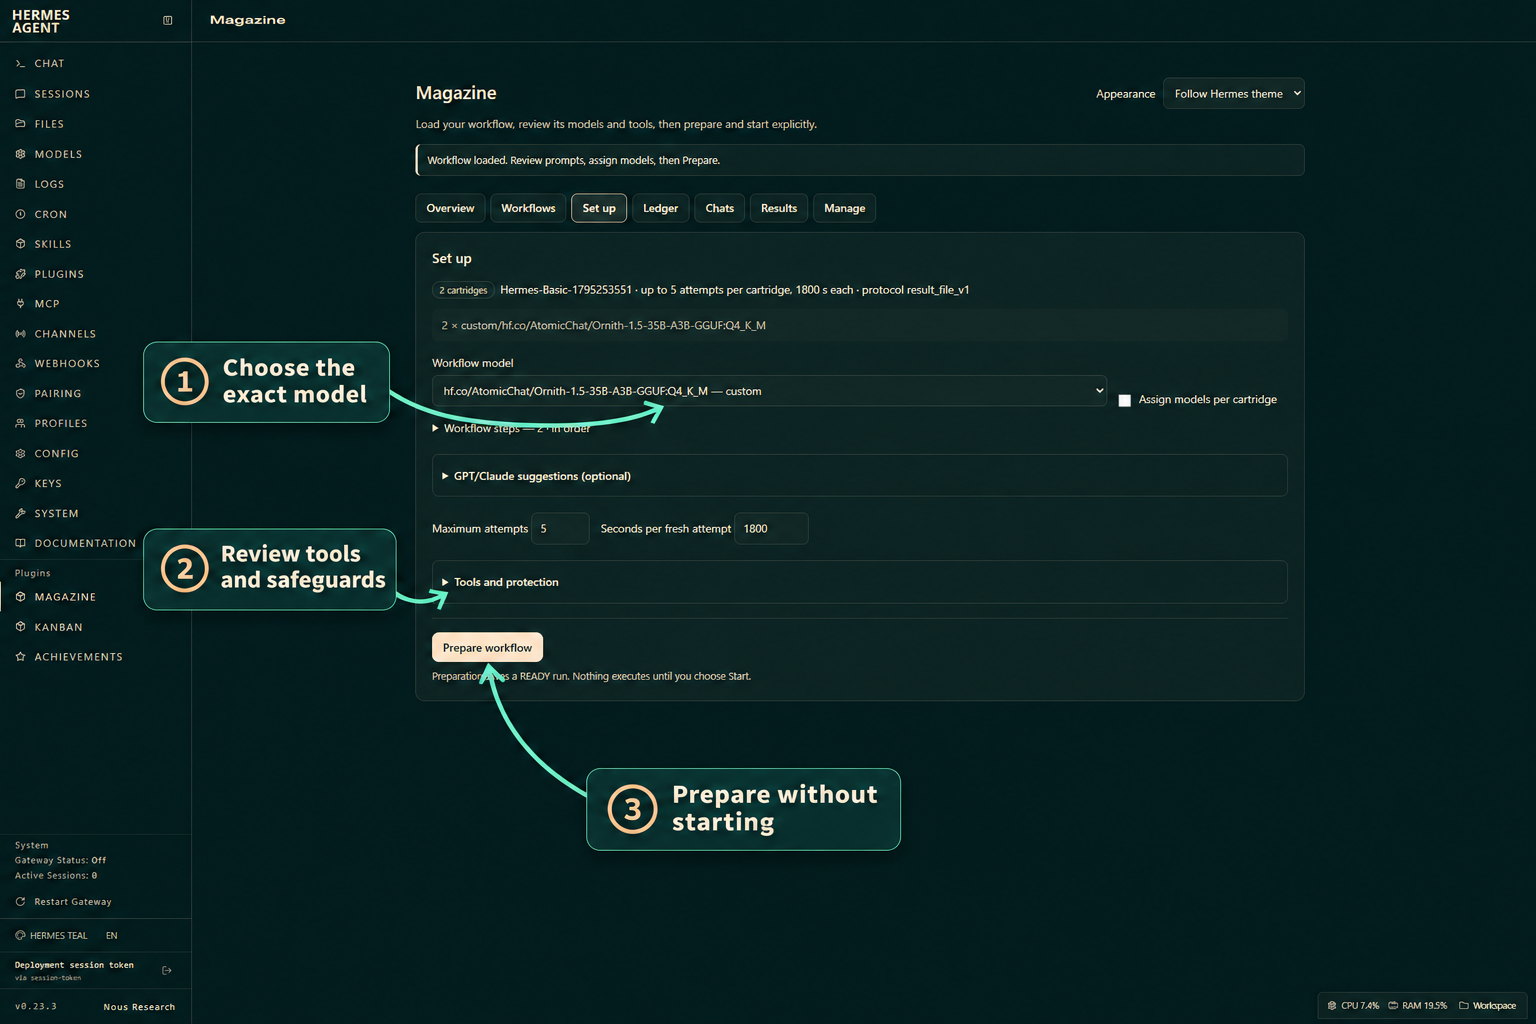 HERMES
AGENT
Magazine
CHAT
SESSIONS
FILES
MODELS
LOGS
CRON
SKILLS
PLUGINS
MCP
CHANNELS
WEBHOOKS
PAIRING
PROFILES
CONFIG
KEYS
SYSTEM
DOCUMENTATION
Plugins
MAGAZINE
KANBAN
ACHIEVEMENTS
System
Gateway Status: Off
Active Sessions: 0
Restart Gateway
HERMES TEAL EN
Deployment session token
via session-token
v0.23.3 Nous Research
Magazine
Appearance Follow Hermes theme
Load your workflow, review its models and tools, then prepare and start explicitly.
Workflow loaded. Review prompts, assign models, then Prepare.
Overview Workflows Set up Ledger Chats Results Manage
Set up
2 cartridges Hermes-Basic-1795253551 · up to 5 attempts per cartridge, 1800 s each · protocol result_file_v1
2 × custom/hf.co/AtomicChat/Ornith-1.5-35B-A3B-GGUF:Q4_K_M
Workflow model
hf.co/AtomicChat/Ornith-1.5-35B-A3B-GGUF:Q4_K_M — custom
Assign models per cartridge
Workflow steps — 2 · in order
GPT/Claude suggestions (optional)
Maximum attempts 5 Seconds per fresh attempt 1800
Tools and protection
Prepare workflow
Preparation a READY run. Nothing executes until you choose Start.
1 Choose the
exact model
2 Review tools
and safeguards
3 Prepare without
starting
CPU 7.4% RAM 19.5% Workspace